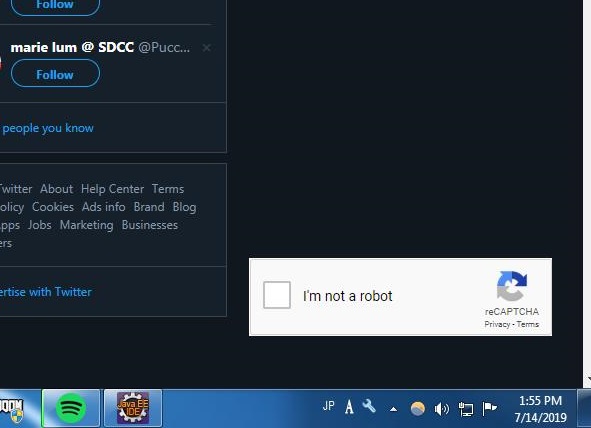 Follow
marie lum @ SDCC @Pucc...
Follow
people you know
Twitter About Help Center Terms
olicy Cookies Ads info Brand Blog
pps Jobs Marketing Businesses
ers
ertise with Twitter
I'm not a robot
reCAPTCHA
Privacy - Terms
DOOM
Java EE
IDE
JP A
1:55 PM
7/14/2019